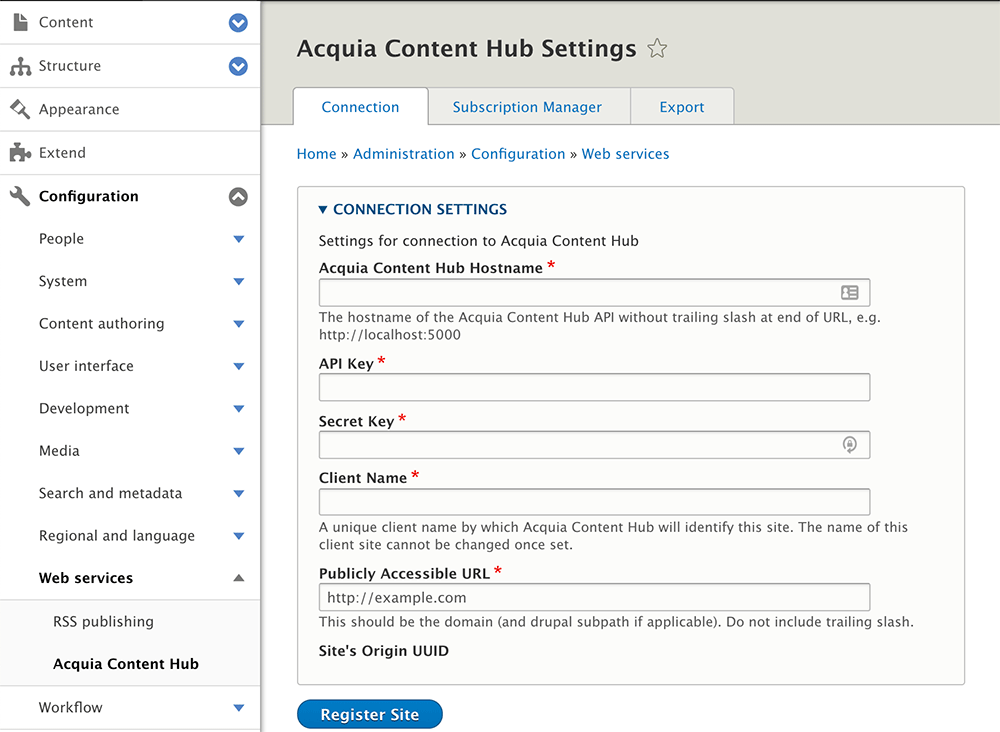 Content
Structure
Appearance
Extend
Configuration
People
System
Content authoring
User interface
Development
Media
Search and metadata
Regional and language
Web services
RSS publishing
Acquia Content Hub
Workflow
Acquia Content Hub Settings
Connection
Subscription Manager
Export
Home » Administration » Configuration » Web services
CONNECTION SETTINGS
Settings for connection to Acquia Content Hub
Acquia Content Hub Hostname *
The hostname of the Acquia Content Hub API without trailing slash at end of URL, e.g.
http://localhost:5000
API Key *
Secret Key *
Client Name *
A unique client name by which Acquia Content Hub will identify this site. The name of this
client site cannot be changed once set.
Publicly Accessible URL *
http://example.com
This should be the domain (and drupal subpath if applicable). Do not include trailing slash.
Site's Origin UUID
Register Site